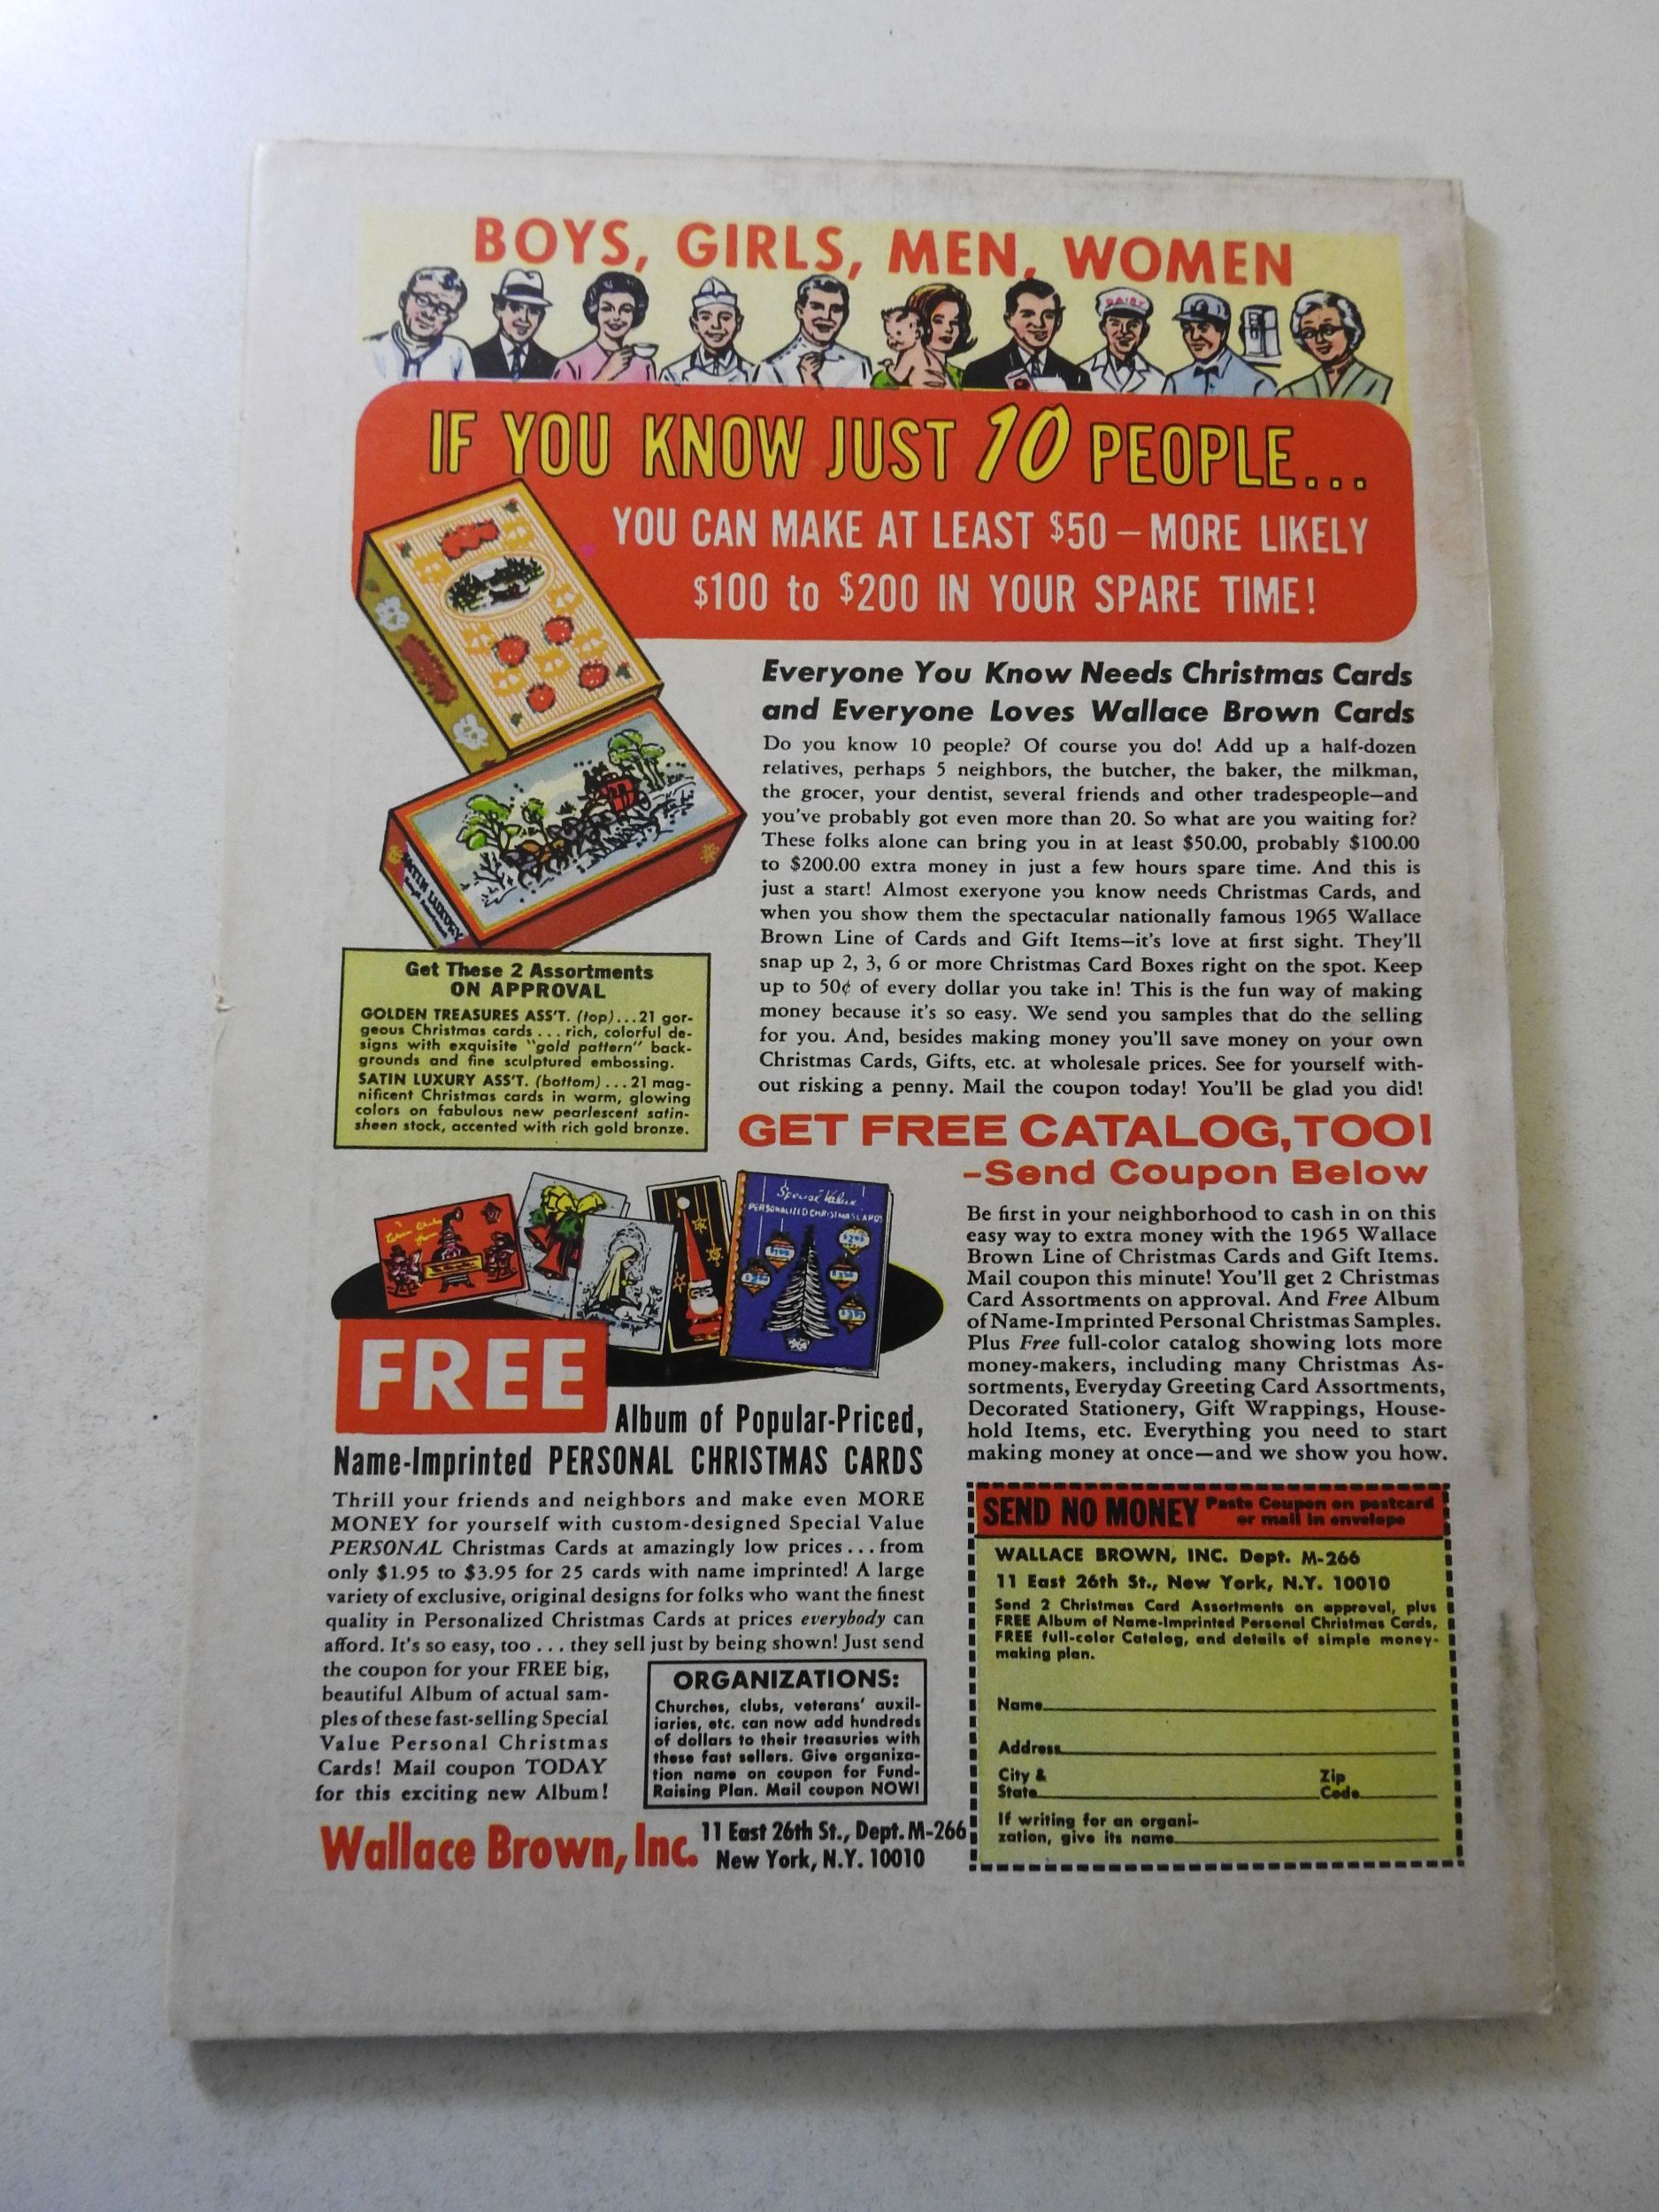 BOYS, GIRLS, MEN, WOMEN
DAIRY
IF YOU KNOW JUST 10 PEOPLE...
YOU CAN MAKE AT LEAST $50 – MORE LIKELY
$100 to $200 IN YOUR SPARE TIME!
Everyone You Know Needs Christmas Cards
and Everyone Loves Wallace Brown Cards
Do you know 10 people? Of course you do! Add up a half-dozen
relatives, perhaps 5 neighbors, the butcher, the baker, the milkman,
the grocer, your dentist, several friends and other tradespeople—and
you've probably got even more than 20. So what are you waiting for?
These folks alone can bring you in at least $50.00, probably $100.00
to $200.00 extra money in just a few hours spare time. And this is
just a start! Almost exeryone you know needs Christmas Cards, and
when you show them the spectacular nationally famous 1965 Wallace
Brown Line of Cards and Gift Items—it's love at first sight. They'll
snap up 2, 3, 6 or more Christmas Card Boxes right on the spot. Keep
up to 50¢ of every dollar you take in! This is the fun way of making
money because it's so easy. We send you samples that do the selling
for you. And, besides making money you'll save money on your own
Christmas Cards, Gifts, etc. at wholesale prices. See for yourself with-
out risking a penny. Mail the coupon today! You'll be glad you did!
SATIN LUXURY
Get These 2 Assortments
ON APPROVAL
GOLDEN TREASURES ASS'T. (top)...21 gor-
geous Christmas cards ... rich, colorful de-
signs with exquisite "gold pattern" back-
grounds and fine sculptured embossing.
SATIN LUXURY ASS'T. (bottom)...21 mag-
nificent Christmas cards in warm, glowing
colors on fabulous new pearlescent satin-
sheen stock, accented with rich gold bronze.
GET FREE CATALOG, TOO!
–Send Coupon Below
Be first in your neighborhood to cash in on this
easy way to extra money with the 1965 Wallace
Brown Line of Christmas Cards and Gift Items.
Mail coupon this minute! You'll get 2 Christmas
Card Assortments on approval. And Free Album
of Name-Imprinted Personal Christmas Samples.
Plus Free full-color catalog showing lots more
money-makers, including many Christmas As-
sortments, Everyday Greeting Card Assortments,
Decorated Stationery, Gift Wrappings, House-
hold Items, etc. Everything you need to start
making money at once—and we show you how.
Special Value
PERSONALIZED CHRISTMAS CARDS
FREE
Album of Popular-Priced,
Name-Imprinted PERSONAL CHRISTMAS CARDS
Thrill your friends and neighbors and make even MORE
MONEY for yourself with custom-designed Special Value
PERSONAL Christmas Cards at amazingly low prices...from
only $1.95 to $3.95 for 25 cards with name imprinted! A large
variety of exclusive, original designs for folks who want the finest
quality in Personalized Christmas Cards at prices everybody can
afford. It's so easy, too ... they sell just by being shown! Just send
the coupon for your FREE big,
beautiful Album of actual sam-
ples of these fast-selling Special
Value Personal Christmas
Cards! Mail coupon TODAY
for this exciting new Album!
ORGANIZATIONS:
Churches, clubs, veterans' auxil-
iaries, etc. can now add hundreds
of dollars to their treasuries with
these fast sellers. Give organiza-
tion name on coupon for Fund-
Raising Plan. Mail coupon NOW!
Wallace Brown, Inc.
11 East 26th St., Dept. M-266
New York, N.Y. 10010
SEND NO MONEY Paste Coupon on postcard
or mail in envelope
WALLACE BROWN, INC. Dept. M-266
11 East 26th St., New York, N.Y. 10010
Send 2 Christmas Card Assortments on approval, plus
FREE Album of Name-Imprinted Personal Christmas Cards,
FREE full-color Catalog, and details of simple money-
making plan.
Name
Address
City & Zip
State Code
If writing for an organi-
zation, give its name